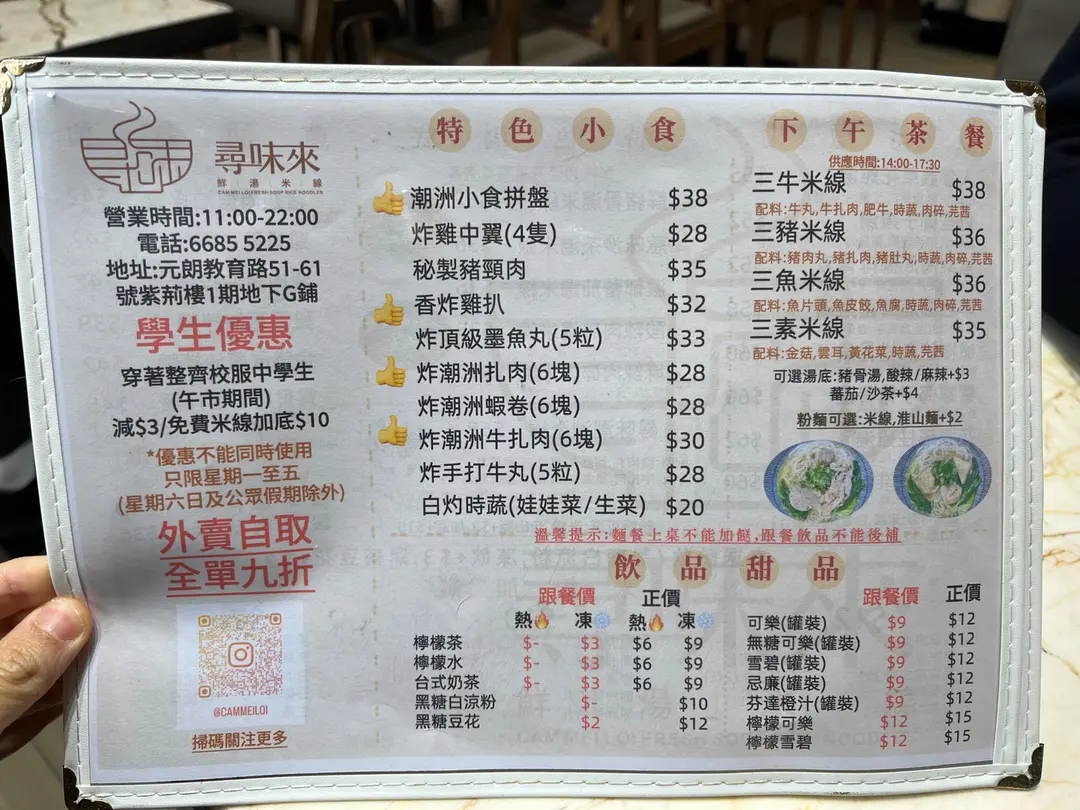 尋味來
鮮湯米線
CAM MEI LOI FRESH SOUP RICE NOODLES
營業時間:11:00-22:00
電話:6685 5225
地址:元朗教育路51-61
號紫荊樓1期地下G鋪
學生優惠
穿著整齊校服中學生
(午市期間)
減$3/免費米線加底$10
*優惠不能同時使用
只限星期一至五
(星期六日及公眾假期除外)
外賣自取
全單九折
@CAMMEILOI
掃碼關注更多
特色小食
潮洲小食拼盤 $38
炸雞中翼(4隻) $28
秘製豬頸肉 $35
香炸雞扒 $32
炸頂級墨魚丸(5粒) $33
炸潮洲扎肉(6塊) $28
炸潮洲蝦卷(6塊) $28
炸潮洲牛扎肉(6塊) $30
炸手打牛丸(5粒) $28
白灼時蔬(娃娃菜/生菜) $20
下午茶餐
供應時間:14:00-17:30
三牛米線 $38
配料:牛丸,牛扎肉,肥牛,時蔬,肉碎,芫茜
三豬米線 $36
配料:豬肉丸,豬扎肉,豬肚丸,時蔬,肉碎,芫茜
三魚米線 $36
配料:魚片頭,魚皮餃,魚腐,時蔬,肉碎,芫茜
三素米線 $35
配料:金菇,雲耳,黃花菜,時蔬,芫茜
可選湯底:豬骨湯,酸辣/麻辣+$3
蕃茄/沙茶+$4
粉麵可選:米線,淮山麵+$2
溫馨提示:麵餐上桌不能加餸,跟餐飲品不能後補
飲品甜品
跟餐價 正價
熱 凍 熱 凍
檸檬茶 $- $3 $6 $9
檸檬水 $- $3 $6 $9
台式奶茶 $- $3 $6 $9
黑糖白涼粉 $- $10
黑糖豆花 $2 $12
跟餐價 正價
可樂(罐裝) $9 $12
無糖可樂(罐裝) $9 $12
雪碧(罐裝) $9 $12
忌廉(罐裝) $9 $12
芬達橙汁(罐裝) $9 $12
檸檬可樂 $12 $15
檸檬雪碧 $12 $15